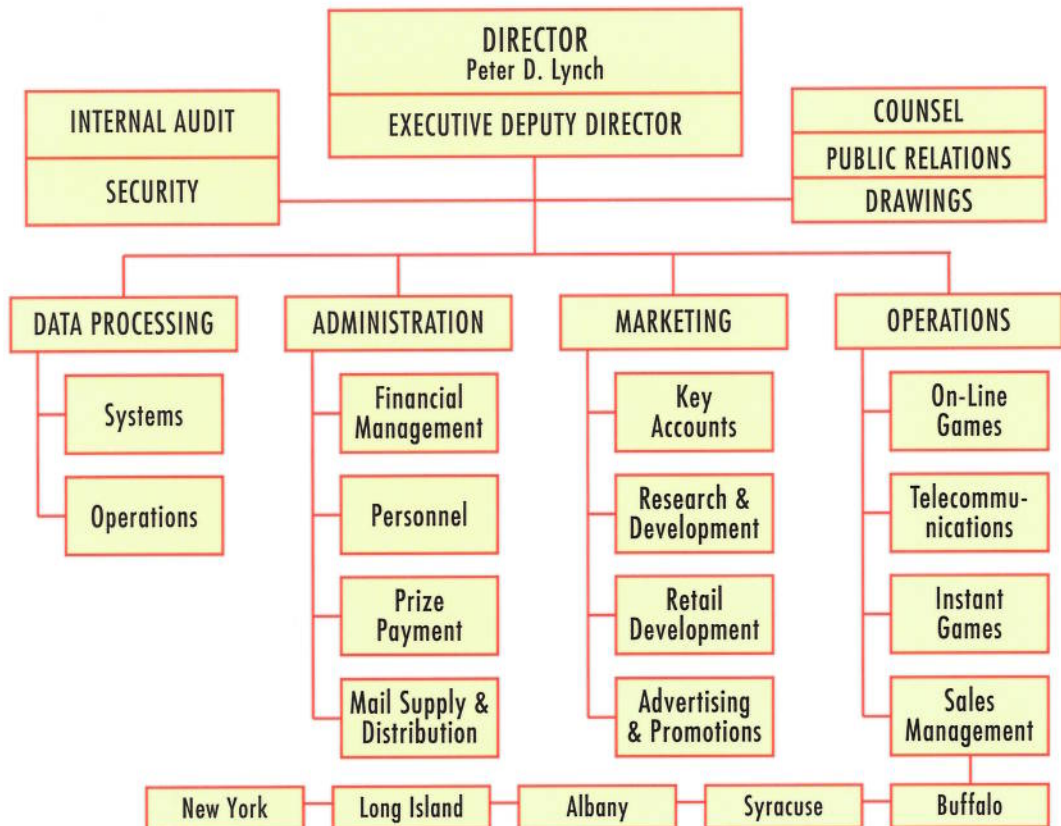 DIRECTOR
Peter D. Lynch
EXECUTIVE DEPUTY DIRECTOR
INTERNAL AUDIT
SECURITY
COUNSEL
PUBLIC RELATIONS
DRAWINGS
DATA PROCESSING
Systems
Operations
ADMINISTRATION
Financial
Management
Personnel
Prize
Payment
Mail Supply &
Distribution
MARKETING
Key
Accounts
Research &
Development
Retail
Development
Advertising
& Promotions
OPERATIONS
On-Line
Games
Telecommu-
nications
Instant
Games
Sales
Management
New York
Long Island
Albany
Syracuse
Buffalo